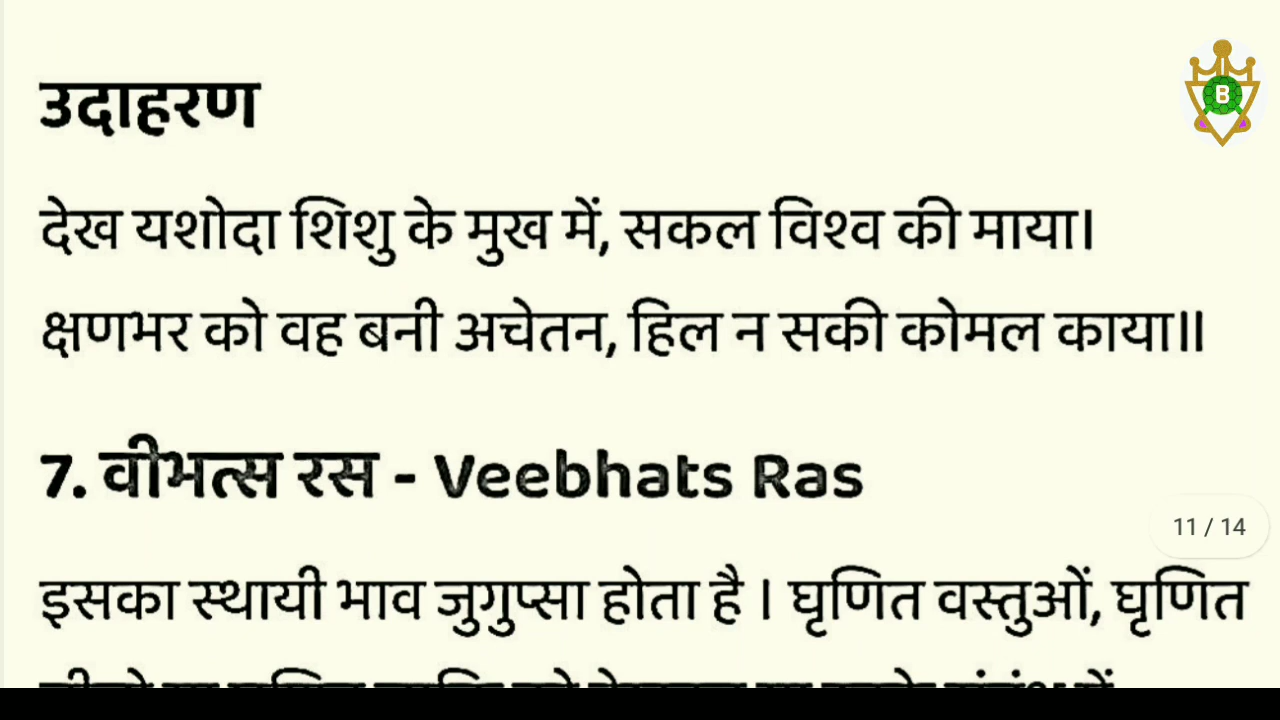 उदाहरण
देख यशोदा शिशु के मुख में, सकल विश्व की माया।
क्षणभर को वह बनी अचेतन, हिल न सकी कोमल काया॥
7. वीभत्स रस - Veebhats Ras
11 / 14
इसका स्थायी भाव जुगुप्सा होता है । घृणित वस्तुओं, घृणित
B